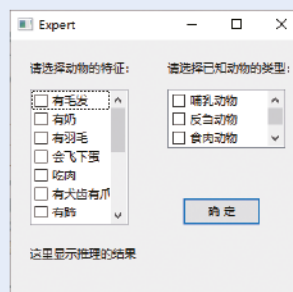 Expert
请选择动物的特征:
请选择已知动物的类型:
有毛发
有奶
有羽毛
会飞下蛋
吃肉
有犬齿有爪
有蹄
哺乳动物
反刍动物
食肉动物
确定
这里显示推理的结果